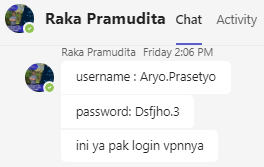 Raka Pramudita Chat Activity
Raka Pramudita Friday 2:06 PM
username : Aryo.Prasetyo
password: Dsfjho.3
ini ya pak login vpnnya